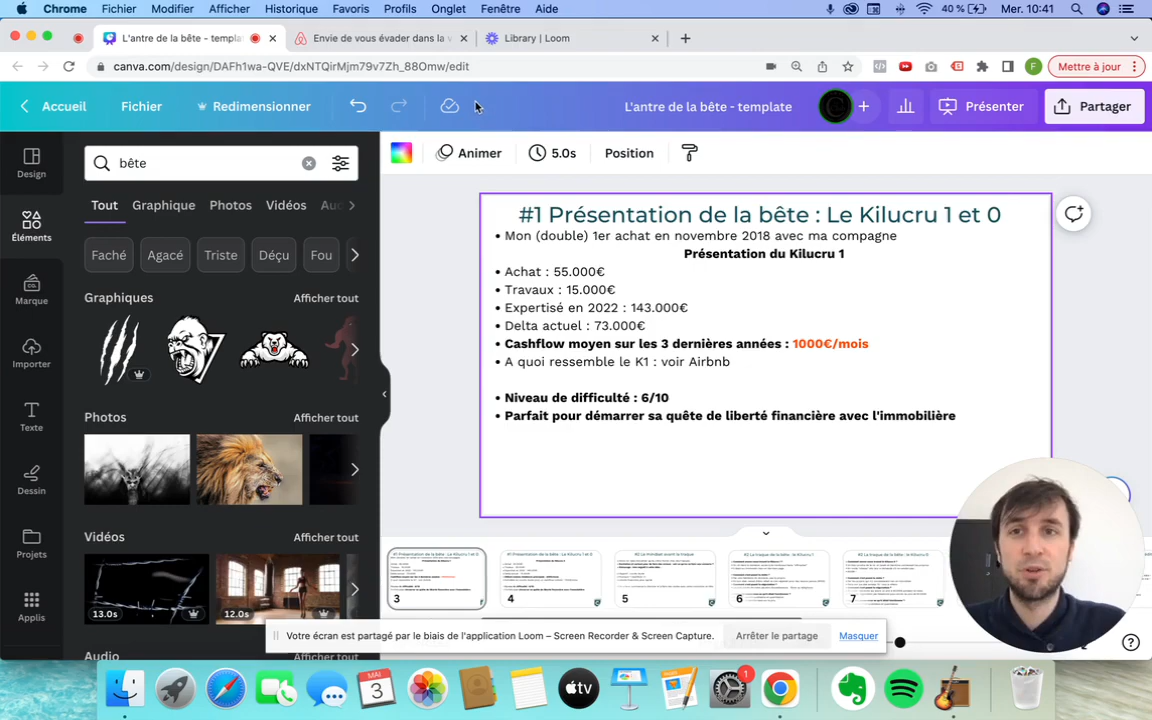 Chrome Fichier Modifier Afficher Historique Favoris Profils Onglet Fenêtre Aide
40 % Mer. 10:41
L'antre de la bête - templa
Envie de vous évader dans la v
Library | Loom
canva.com/design/DAFh1wa-QVE/dxNTQirMjm79v7Zh_88Omw/edit
Mettre à jour
F
Accueil
Fichier
Redimensionner
L'antre de la bête - template
Présenter
Partager
Design
Éléments
Marque
Importer
Texte
Dessin
Projets
Applis
bête
Tout Graphique Photos Vidéos Au
Faché Agacé Triste Déçu Fou
Graphiques Afficher tout
Photos Afficher tout
Vidéos Afficher tout
13.0s
12.0s
Audio
Animer
5.0s
Position
#1 Présentation de la bête : Le Kilucru 1 et 0
• Mon (double) 1er achat en novembre 2018 avec ma compagne
Présentation du Kilucru 1
• Achat : 55.000€
• Travaux : 15.000€
• Expertisé en 2022 : 143.000€
• Delta actuel : 73.000€
• Cashflow moyen sur les 3 dernières années : 1000€/mois
• A quoi ressemble le K1 : voir Airbnb
• Niveau de difficulté : 6/10
• Parfait pour démarrer sa quête de liberté financière avec l'immobilière
3
4
5
6
7
Votre écran est partagé par le biais de l'application Loom – Screen Recorder & Screen Capture.
Arrêter le partage
Masquer
MAI
3
tv
1